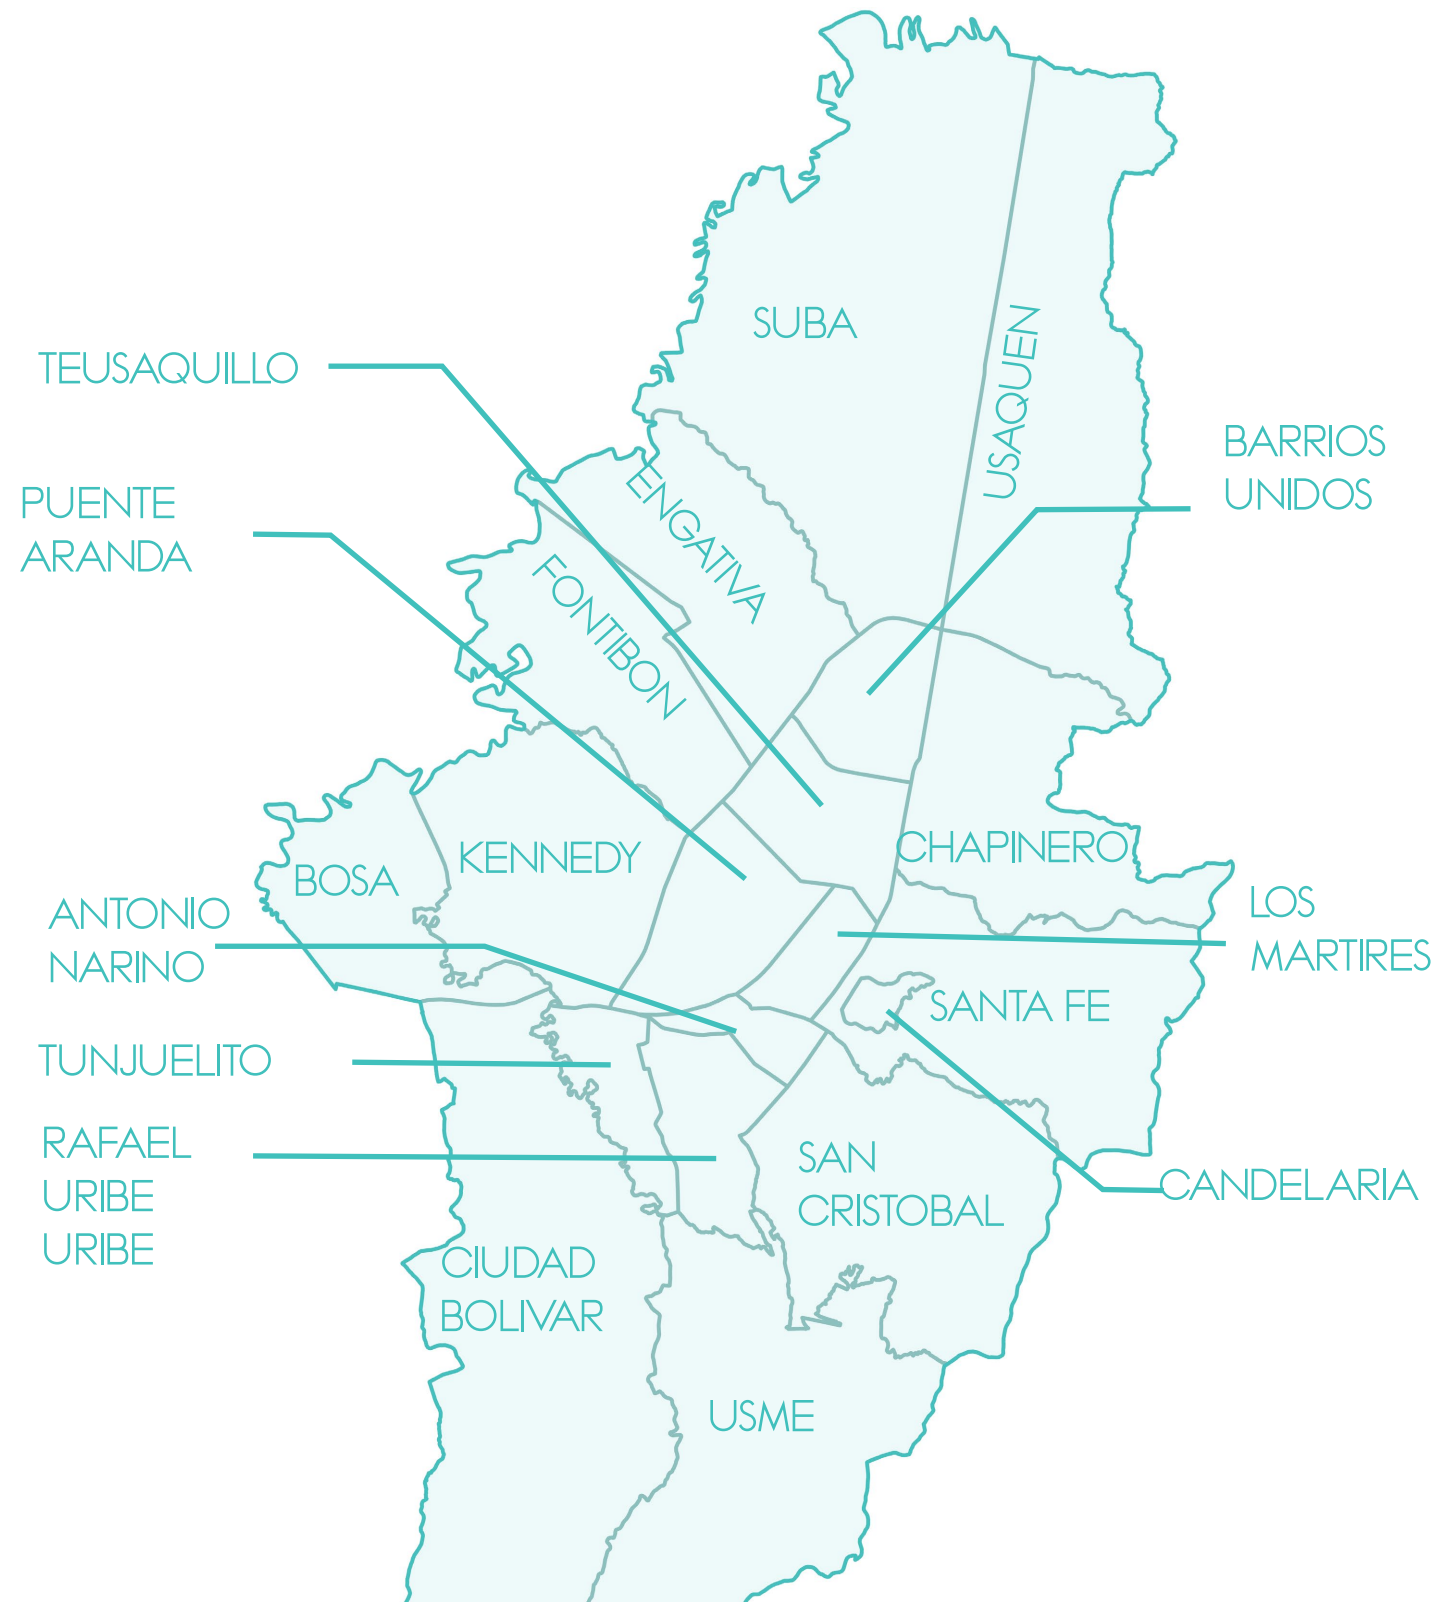 SUBA
USAQUEN
TEUSAQUILLO
BARRIOS
UNIDOS
ENGATIVA
PUENTE
ARANDA
FONTIBON
CHAPINERO
KENNEDY
BOSA
ANTONIO
NARINO
LOS
MARTIRES
SANTA FE
TUNJUELITO
RAFAEL
URIBE
URIBE
SAN
CRISTOBAL
CANDELARIA
CIUDAD
BOLIVAR
USME